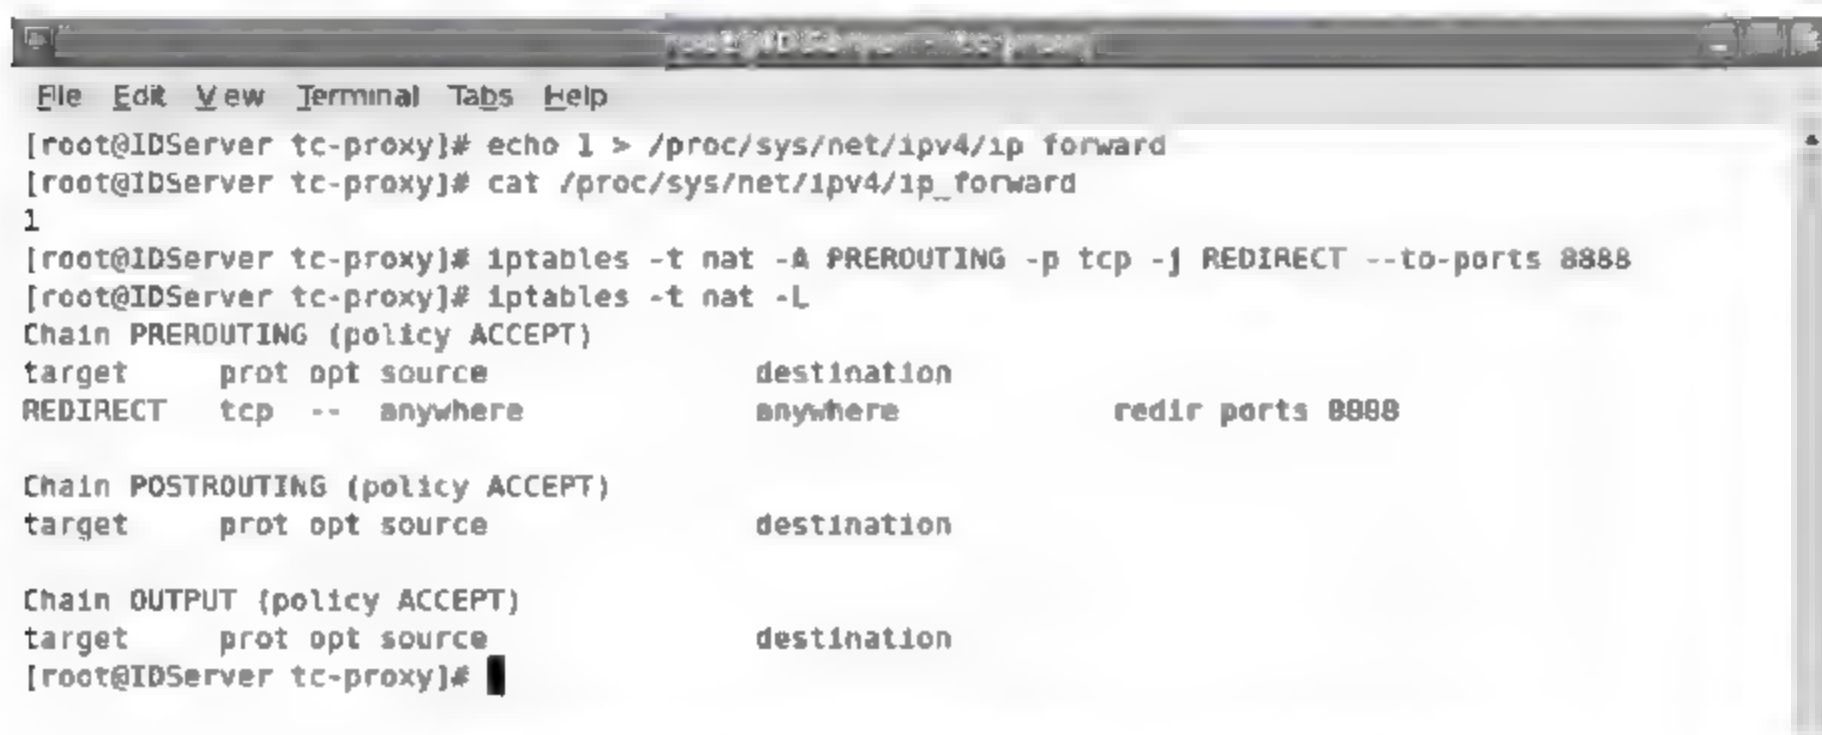 File Edit View Terminal Tabs Help
[root@IDServer tc-proxy]# echo 1 > /proc/sys/net/ipv4/ip_forward
[root@IDServer tc-proxy]# cat /proc/sys/net/ipv4/ip_forward
1
[root@IDServer tc-proxy]# iptables -t nat -A PREROUTING -p tcp -j REDIRECT --to-ports 8888
[root@IDServer tc-proxy]# iptables -t nat -L
Chain PREROUTING (policy ACCEPT)
target prot opt source destination
REDIRECT tcp -- anywhere anywhere redir ports 8888
Chain POSTROUTING (policy ACCEPT)
target prot opt source destination
Chain OUTPUT (policy ACCEPT)
target prot opt source destination
[root@IDServer tc-proxy]#